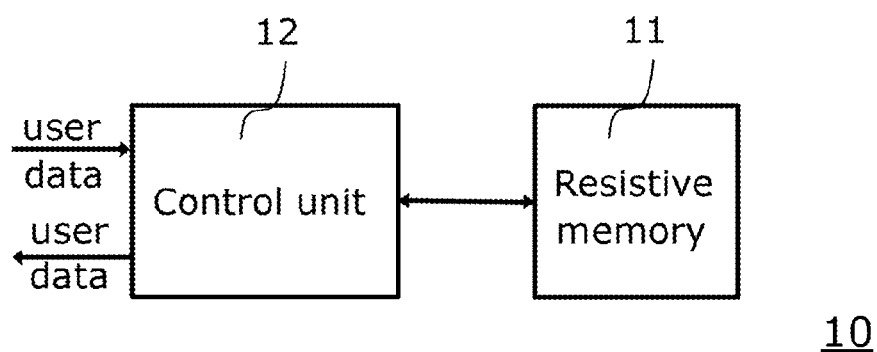 12
11
user
data
Control unit
Resistive
memory
user
data
10